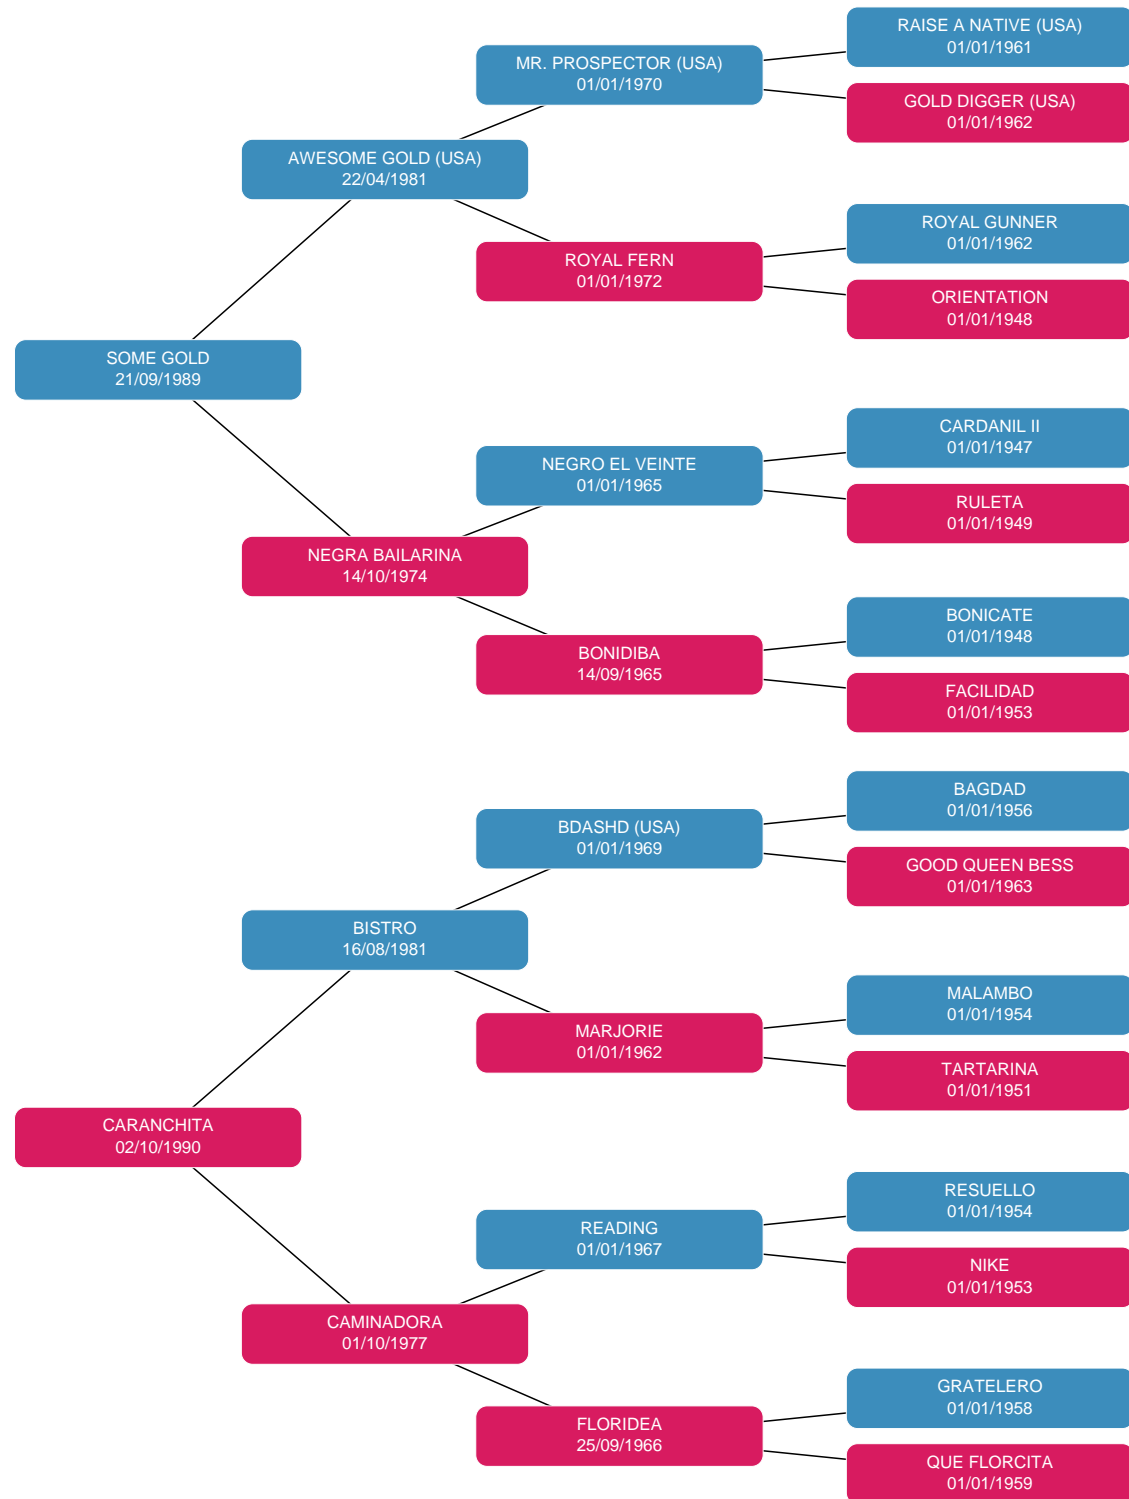 RAISE A NATIVE (USA)
01/01/1961
MR. PROSPECTOR (USA)
01/01/1970
GOLD DIGGER (USA)
01/01/1962
AWESOME GOLD (USA)
22/04/1981
ROYAL GUNNER
01/01/1962
ROYAL FERN
01/01/1972
ORIENTATION
01/01/1948
SOME GOLD
21/09/1989
CARDANIL II
01/01/1947
NEGRO EL VEINTE
01/01/1965
RULETA
01/01/1949
NEGRA BAILARINA
14/10/1974
BONICATE
01/01/1948
BONIDIBA
14/09/1965
FACILIDAD
01/01/1953
BAGDAD
01/01/1956
BDASHD (USA)
01/01/1969
GOOD QUEEN BESS
01/01/1963
BISTRO
16/08/1981
MALAMBO
01/01/1954
MARJORIE
01/01/1962
TARTARINA
01/01/1951
CARANCHITA
02/10/1990
RESUELLO
01/01/1954
READING
01/01/1967
NIKE
01/01/1953
CAMINADORA
01/10/1977
GRATELERO
01/01/1958
FLORIDEA
25/09/1966
QUE FLORCITA
01/01/1959